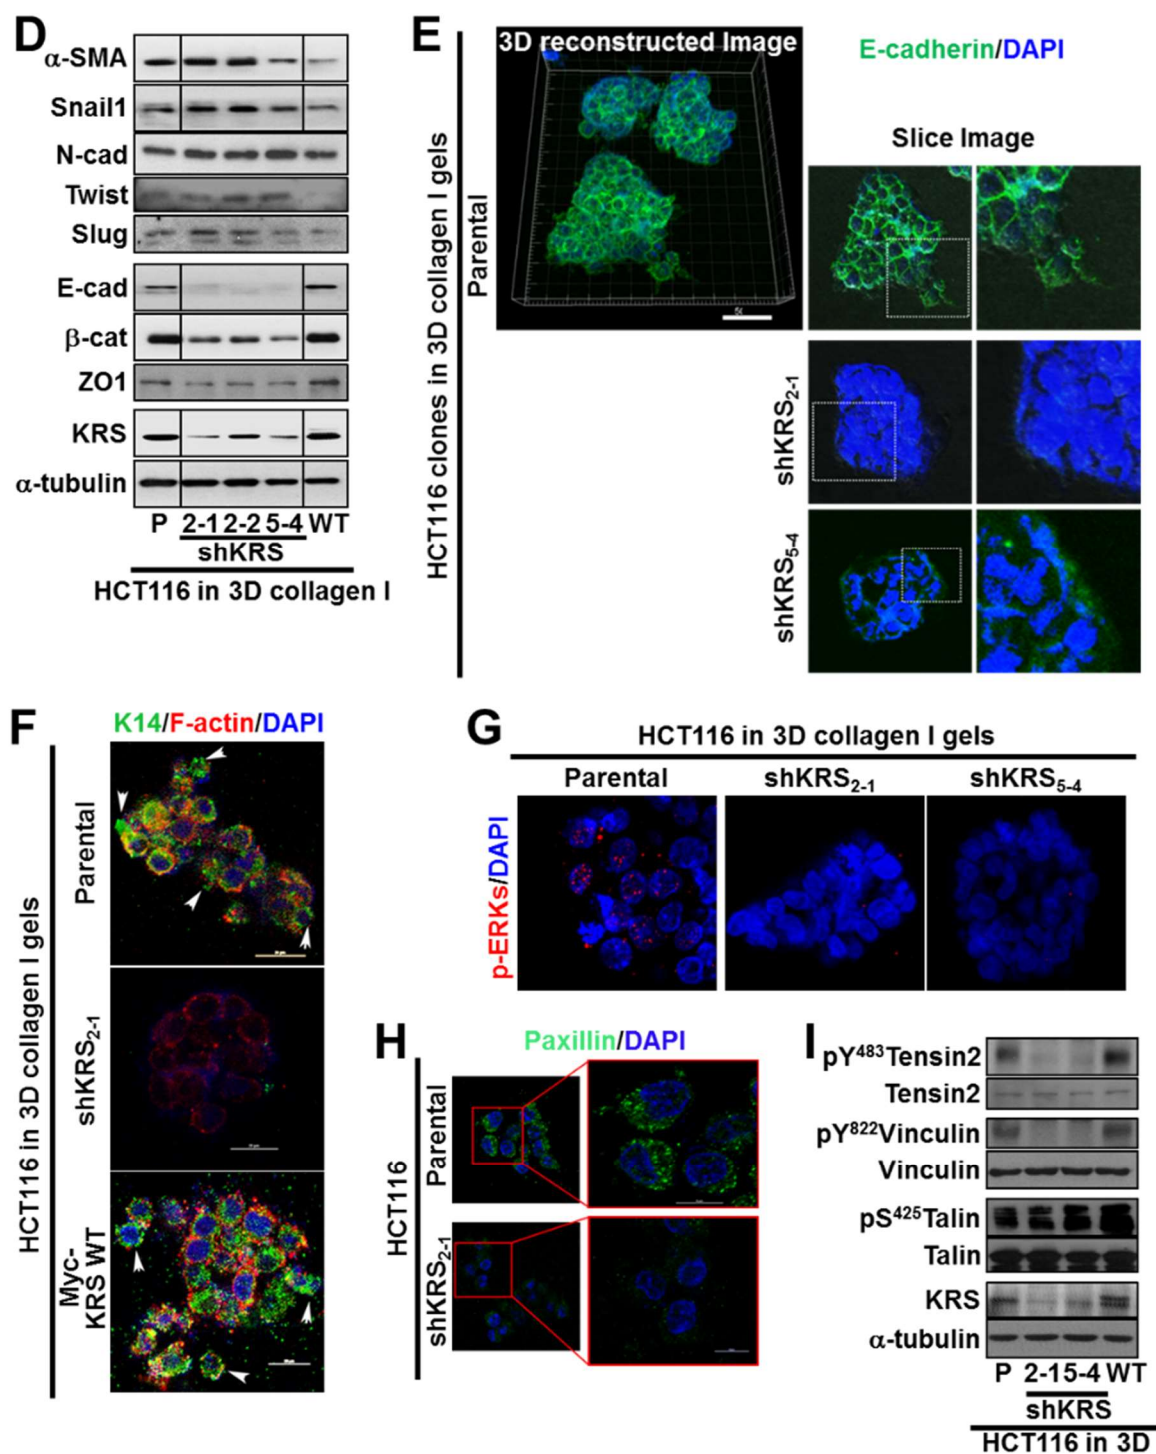 D
α-SMA
Snail1
N-cad
Twist
Slug
E-cad
β-cat
ZO1
KRS
α-tubulin
P 2-1 2-2 5-4 WT
shKRS
HCT116 in 3D collagen I
E
HCT116 clones in 3D collagen I gels
3D reconstructed Image
E-cadherin/DAPI
Slice Image
Parental
shKRS2-1
shKRS5-4
F
K14/F-actin/DAPI
HCT116 in 3D collagen I gels
Parental
shKRS2-1
Myc-
KRS WT
G
HCT116 in 3D collagen I gels
Parental shKRS2-1 shKRS5-4
p-ERKs/DAPI
H
Paxillin/DAPI
HCT116
Parental
shKRS2-1
I
pY483Tensin2
Tensin2
pY822Vinculin
Vinculin
pS425Talin
Talin
KRS
α-tubulin
P 2-1 5-4 WT
shKRS
HCT116 in 3D